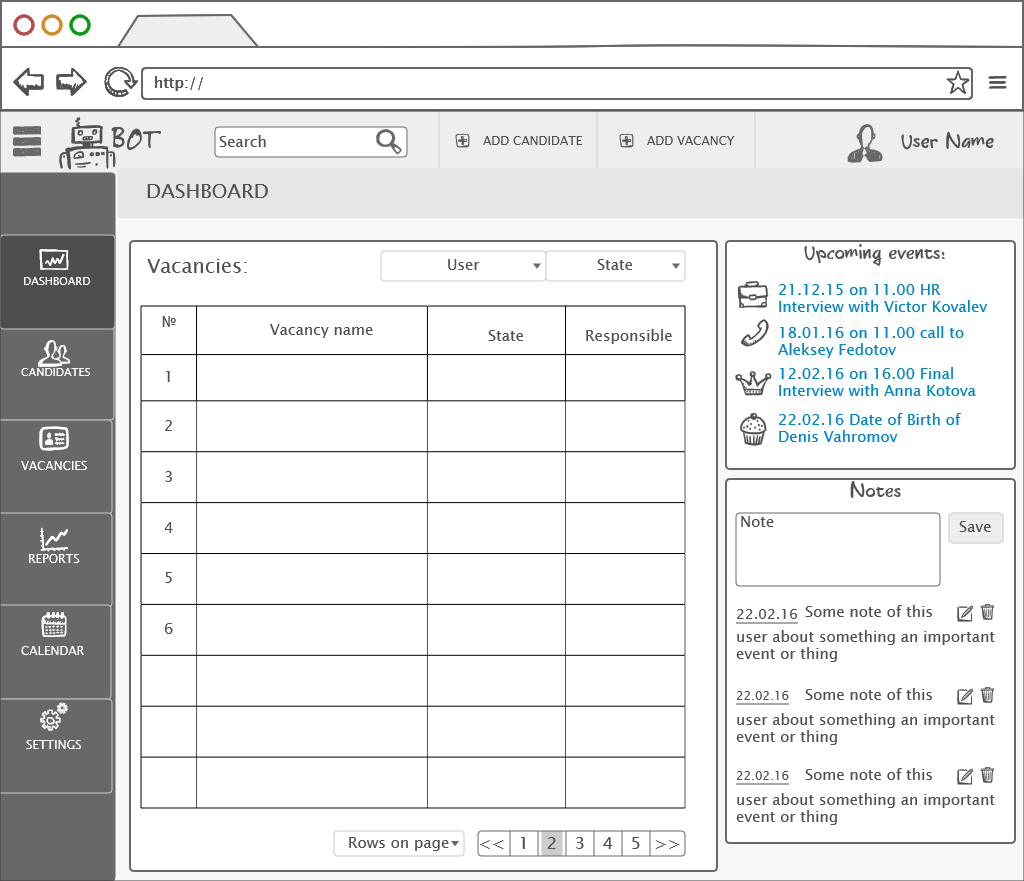 http://
BOT
Search
ADD CANDIDATE
ADD VACANCY
User Name
DASHBOARD
DASHBOARD
CANDIDATES
VACANCIES
REPORTS
CALENDAR
SETTINGS
Vacancies:
User
State
№
Vacancy name
State
Responsible
1
2
3
4
5
6
Rows on page
<< 1 2 3 4 5 >>
Upcoming events:
21.12.15 on 11.00 HR
Interview with Victor Kovalev
18.01.16 on 11.00 call to
Aleksey Fedotov
12.02.16 on 16.00 Final
Interview with Anna Kotova
22.02.16 Date of Birth of
Denis Vahromov
Notes
Note
Save
22.02.16 Some note of this
user about something an important
event or thing
22.02.16 Some note of this
user about something an important
event or thing
22.02.16 Some note of this
user about something an important
event or thing